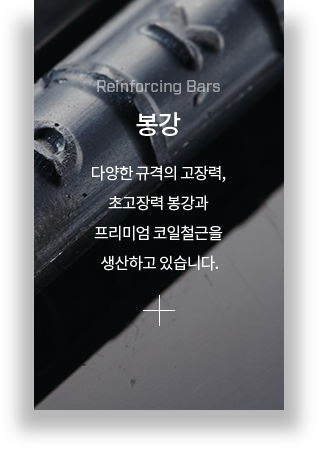 Reinforcing Bars
봉강
다양한 규격의 고장력,
초고장력 봉강과
프리미엄 코일철근을
생산하고 있습니다.
K